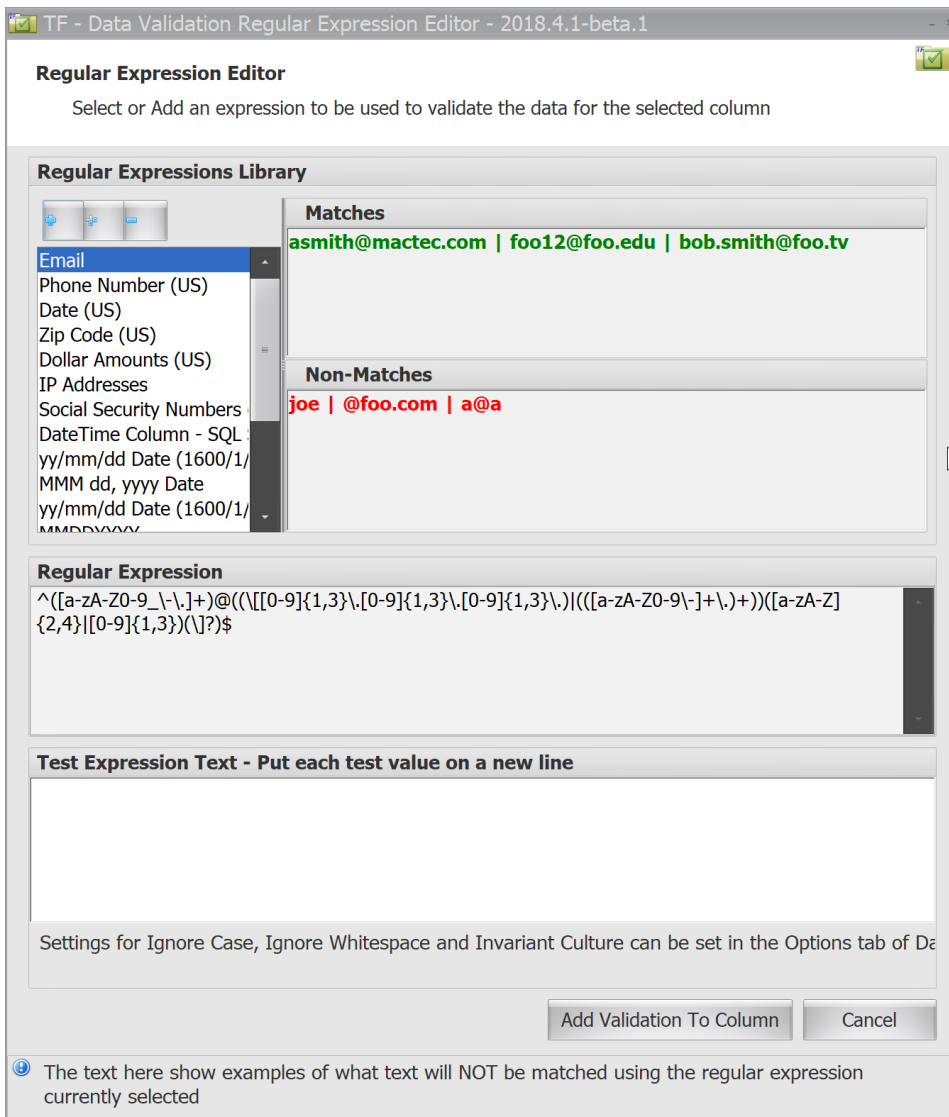 TF - Data Validation Regular Expression Editor - 2018.4.1-beta.1
Regular Expression Editor
Select or Add an expression to be used to validate the data for the selected column
Regular Expressions Library
Matches
asmith@mactec.com | foo12@foo.edu | bob.smith@foo.tv
Email
Phone Number (US)
Date (US)
Zip Code (US)
Dollar Amounts (US)
IP Addresses
Social Security Numbers
DateTime Column - SQL
yy/mm/dd Date (1600/1/
MMM dd, yyyy Date
yy/mm/dd Date (1600/1/
MMDDYYYY
Non-Matches
joe | @foo.com | a@a
Regular Expression
^([a-zA-Z0-9_\-\.]+)@((\[[0-9]{1,3}\.[0-9]{1,3}\.[0-9]{1,3}\.)|(([a-zA-Z0-9\-]+\.)+))([a-zA-Z]
{2,4}|[0-9]{1,3})(\]?)$
Test Expression Text - Put each test value on a new line
Settings for Ignore Case, Ignore Whitespace and Invariant Culture can be set in the Options tab of Da
Add Validation To Column
Cancel
The text here show examples of what text will NOT be matched using the regular expression
currently selected